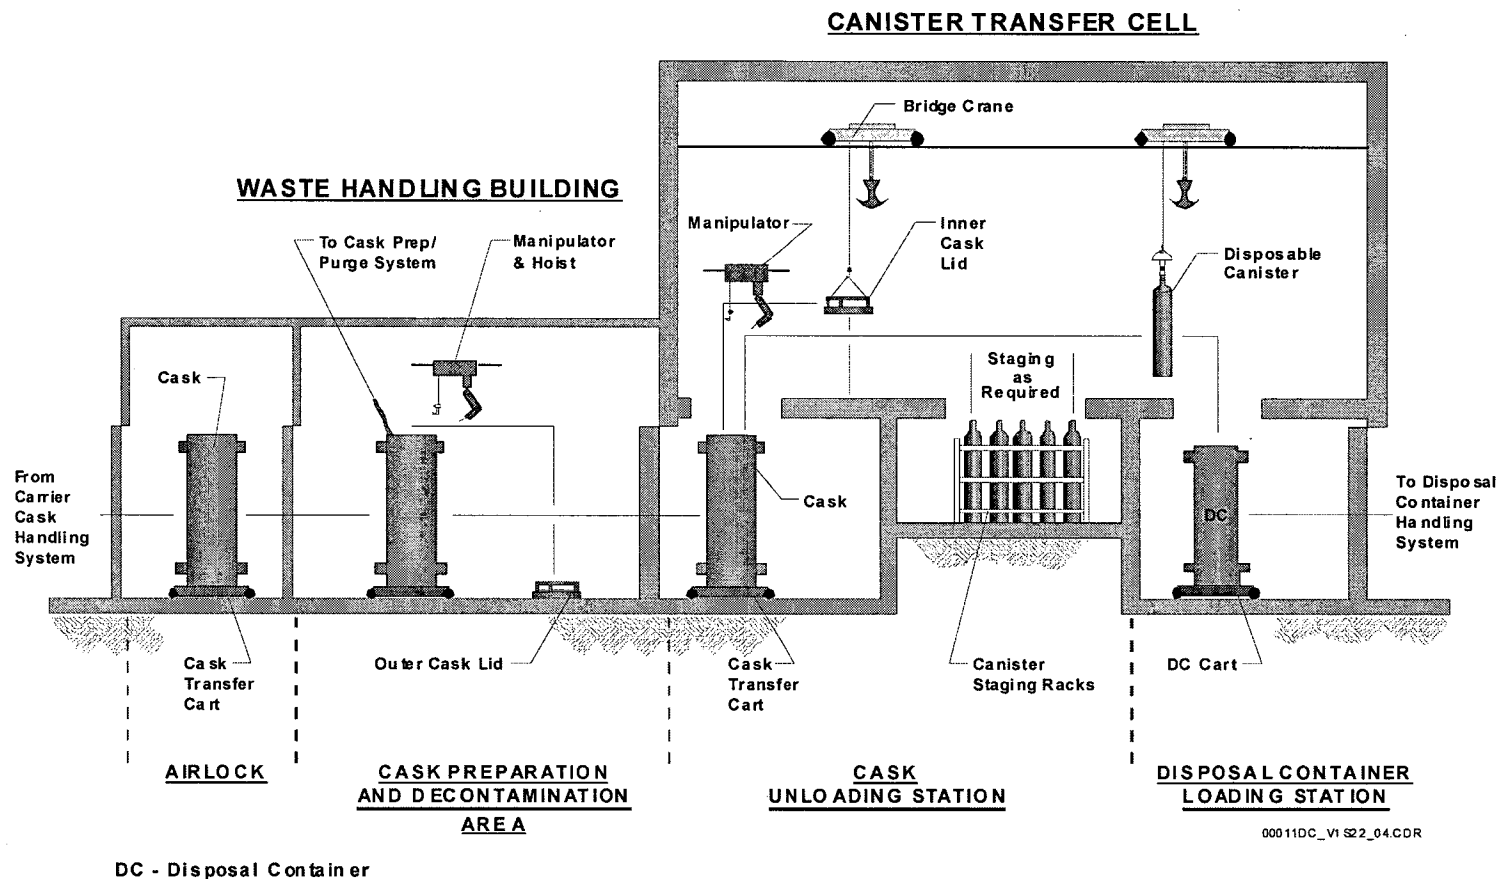 CANISTER TRANSFER CELL
Bridge Crane
WASTE HANDLING BUILDING
To Cask Prep/
Purge System
Manipulator
& Hoist
Manipulator
Inner
Cask
Lid
Disposable
Canister
Cask
Staging
as
Required
From
Carrier
Cask
Handling
System
Cask
DC
To Disposal
Container
Handling
System
Cask
Transfer
Cart
Outer Cask Lid
Cask
Transfer
Cart
Canister
Staging Racks
DC Cart
AIRLOCK
CASK PREPARATION
AND DECONTAMINATION
AREA
CASK
UNLOADING STATION
DISPOSAL CONTAINER
LOADING STATION
00011DC_V1S22_04.CDR
DC - Disposal Container